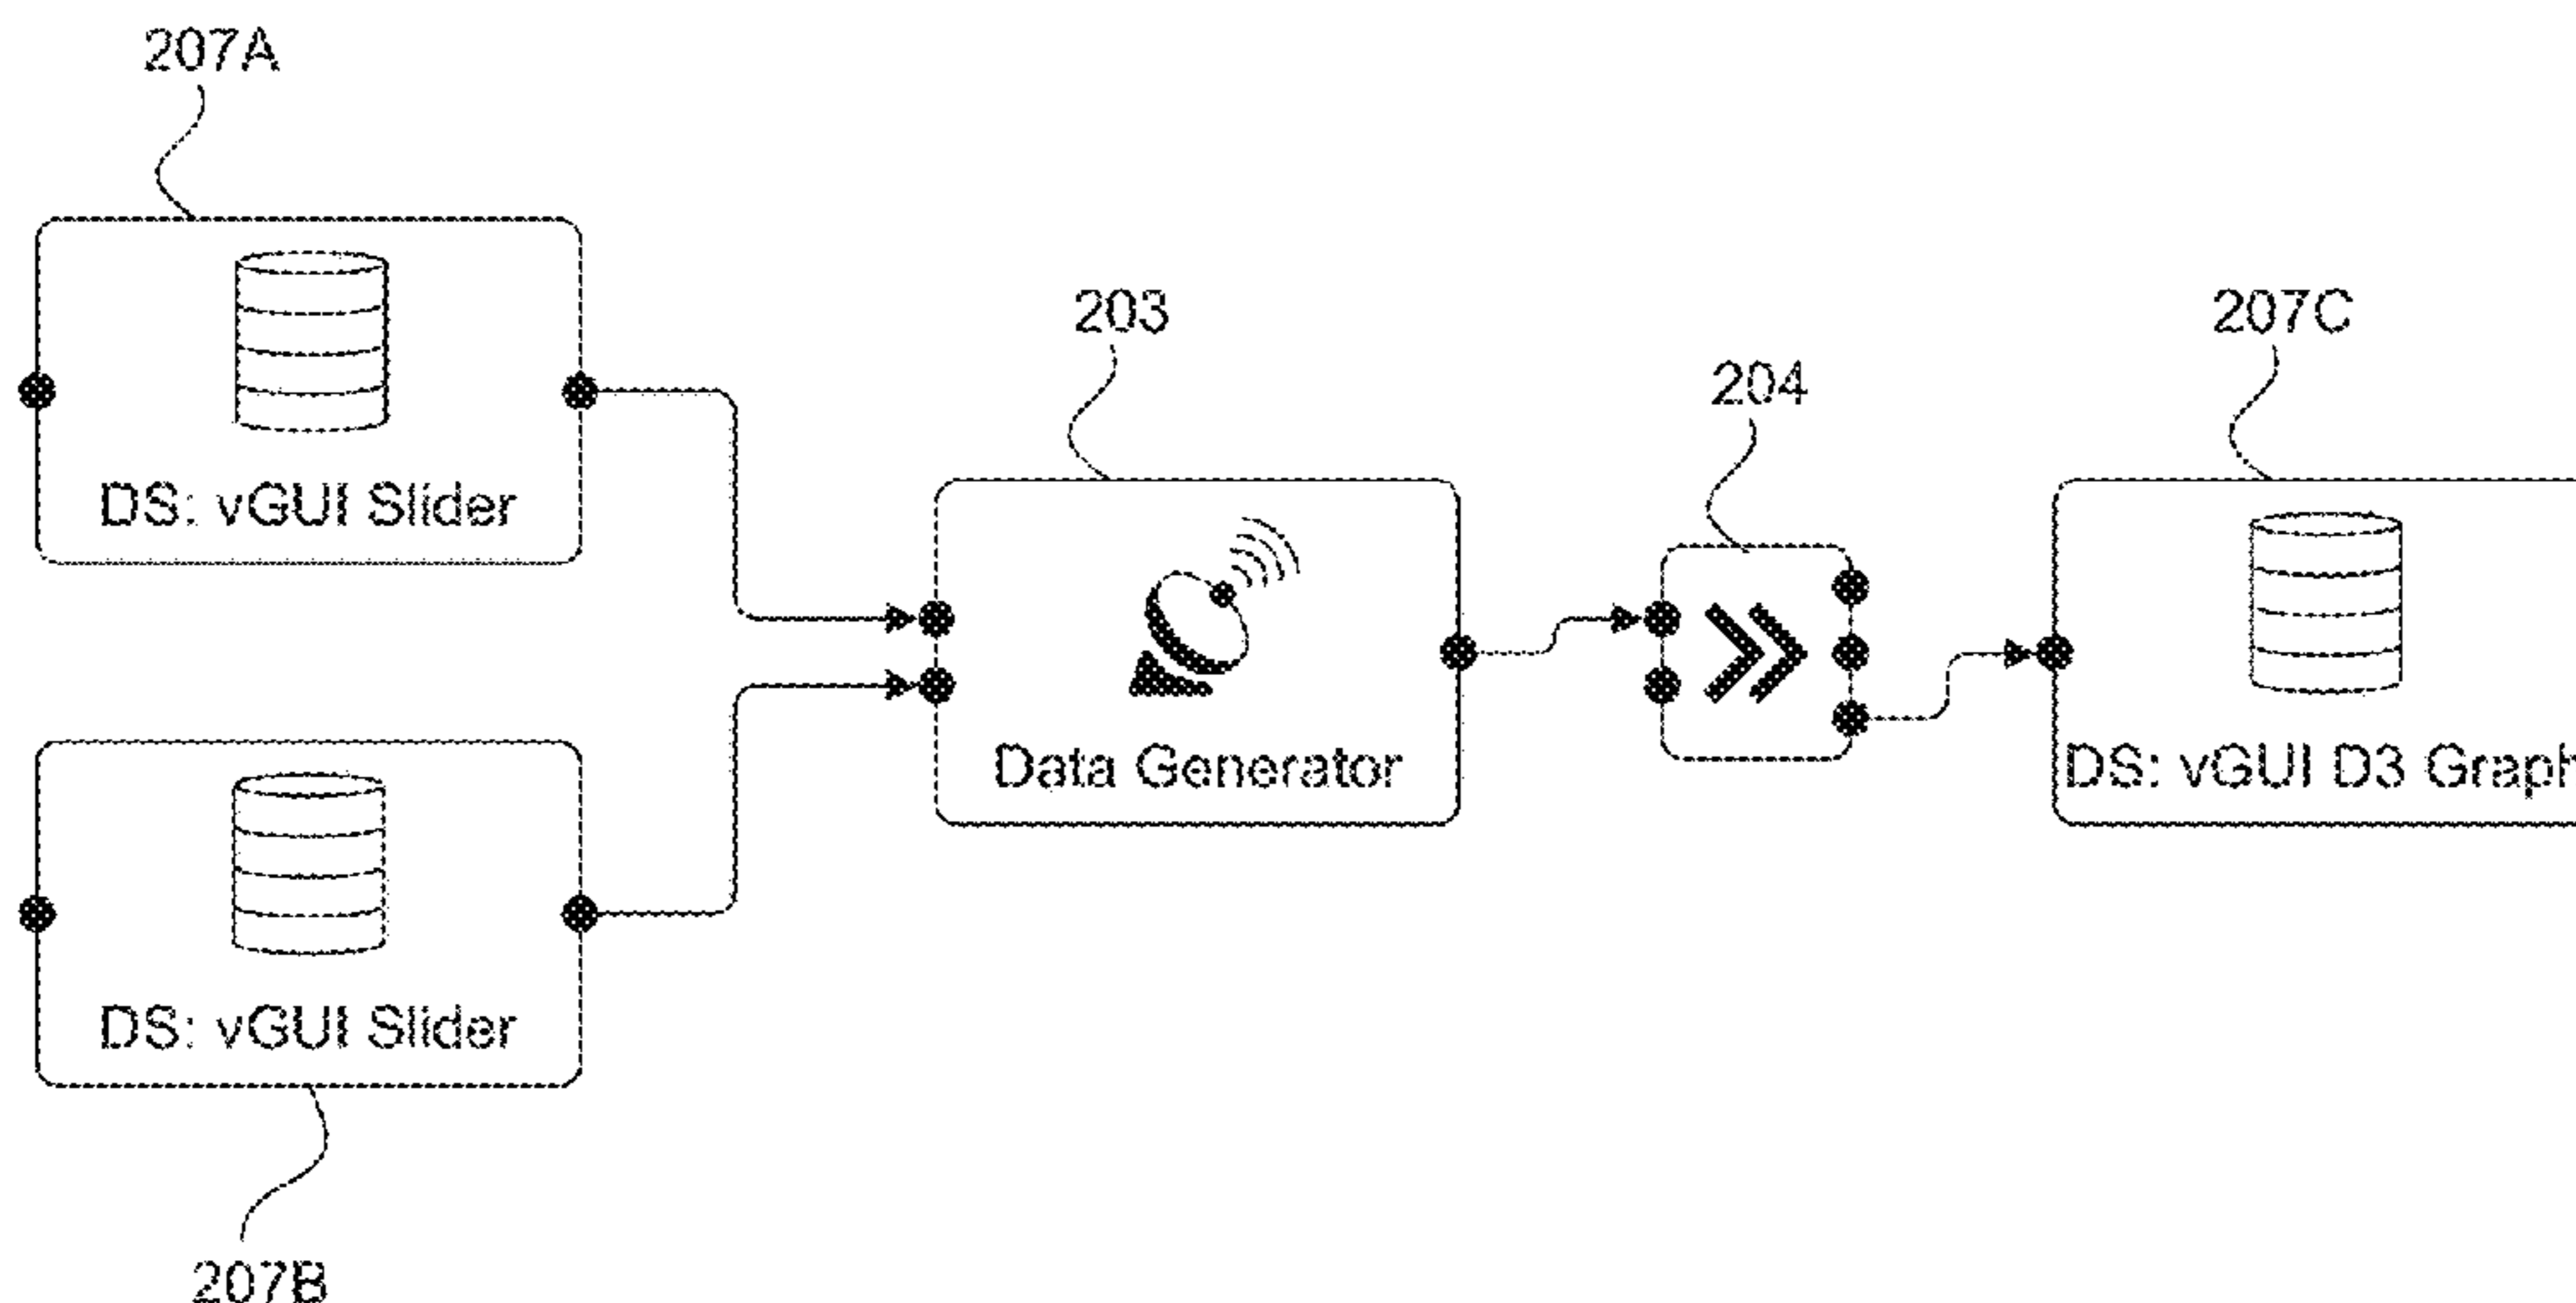 207A
DS: vGUI Slider
203
Data Generator
204
207C
DS: vGUI D3 Graph
DS: vGUI Slider
207B